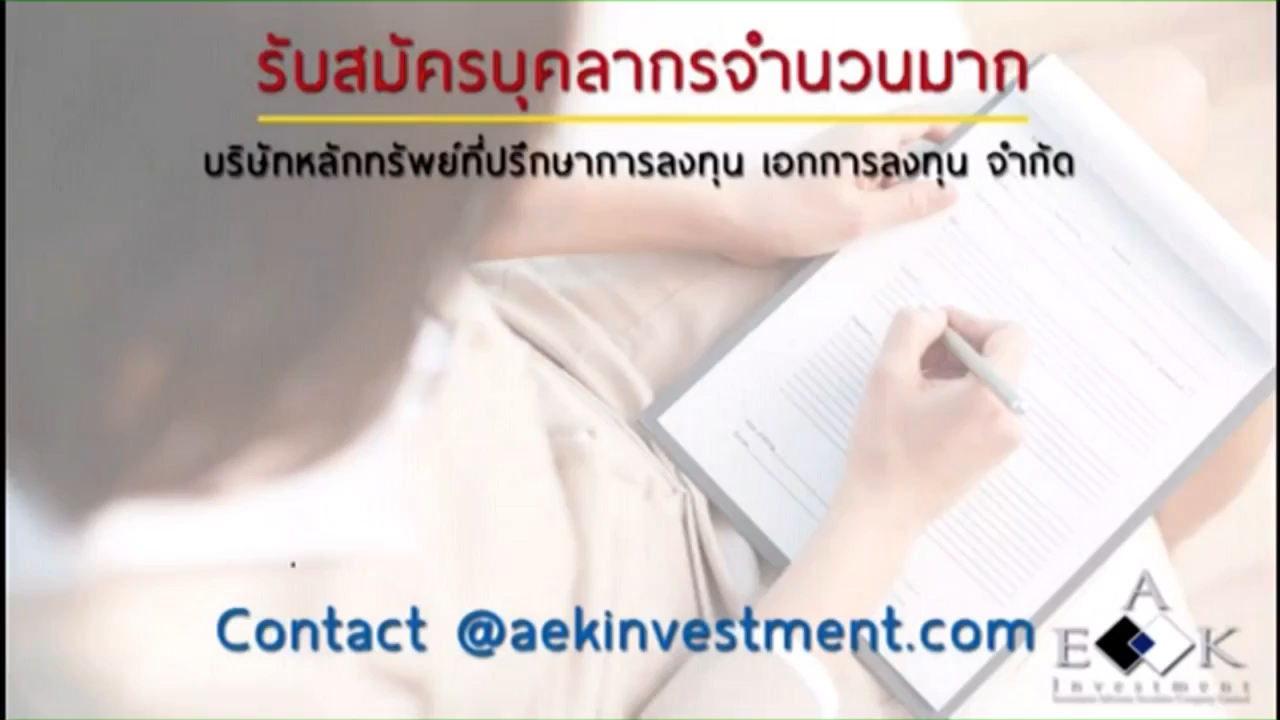 รับสมัครบุคลากรจำนวนมาก
บริษัทหลักทรัพย์ที่ปรึกษาการลงทุน เอกการลงทุน จำกัด
Contact @aekinvestment.com
A
E K
Investment